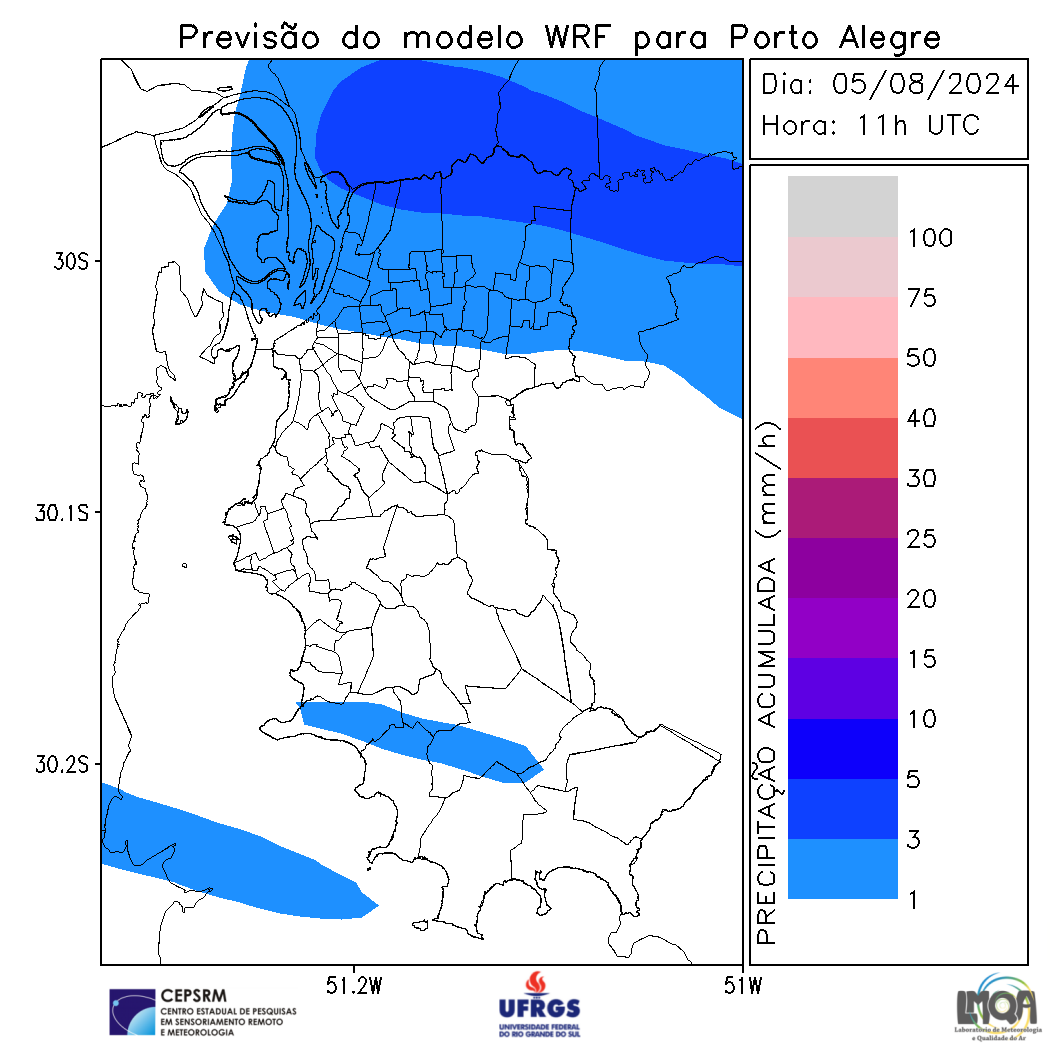 Previsão do modelo WRF para Porto Alegre
Dia: 05/08/2024
Hora: 11h UTC
30S
30.1S
30.2S
51.2W
51W
PRECIPITAÇÃO ACUMULADA (mm/h)
100
75
50
40
30
25
20
15
10
5
3
1
CEPSRM
CENTRO ESTADUAL DE PESQUISAS
EM SENSORIAMENTO REMOTO
E METEOROLOGIA
UFRGS
UNIVERSIDADE FEDERAL
DO RIO GRANDE DO SUL
LMQA
Laboratório de Meteorologia
e Qualidade do Ar